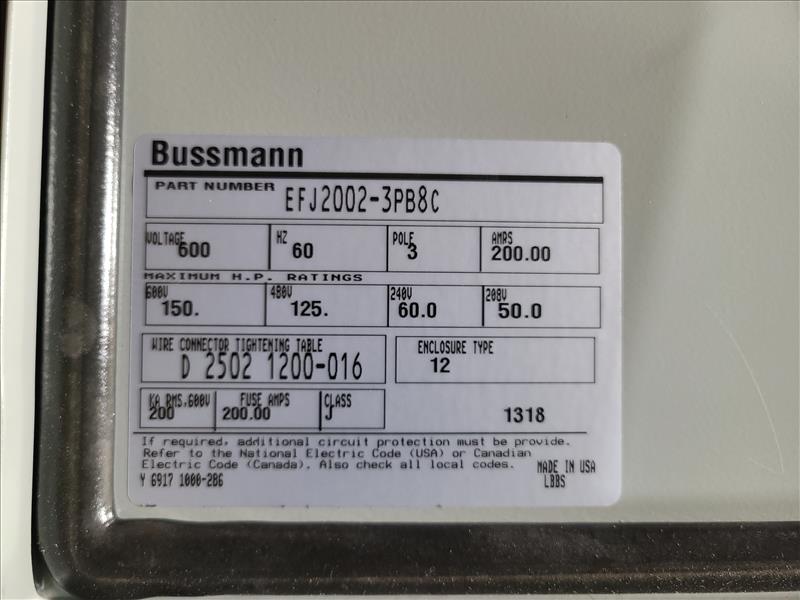 Bussmann
PART NUMBER EFJ2002-3PB8C
VOLTAGE 600 HZ 60 POLE 3 AMPS 200.00
MAXIMUM H.P. RATINGS
600V 150. 480V 125. 240V 60.0 208V 50.0
WIRE CONNECTOR TIGHTENING TABLE
D 2502 1200-016
ENCLOSURE TYPE
12
KA RMS,600V 200 FUSE AMPS 200.00 CLASS J
1318
If required, additional circuit protection must be provide.
Refer to the National Electric Code (USA) or Canadian
Electric Code (Canada). Also check all local codes.
MADE IN USA
Y 6917 1000-286
LBBS